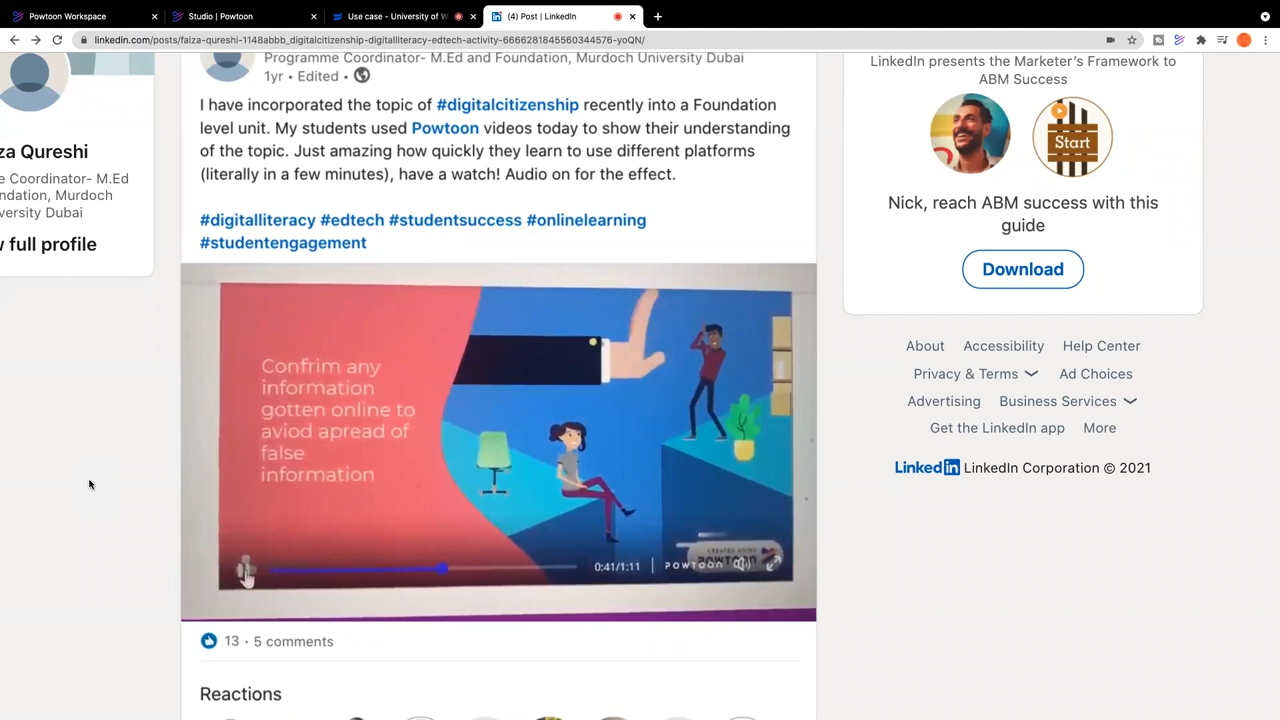 Powtoon Workspace
Studio | Powtoon
Use case - University of W
(4) Post | LinkedIn
linkedin.com/posts/faiza-qureshi-1148abbb_digitalcitizenship-digitalliteracy-edtech-activity-6666281845560344576-yoQN/
za Qureshi
e Coordinator- M.Ed
ndation, Murdoch
versity Dubai
v full profile
Programme Coordinator- M.Ed and Foundation, Murdoch University Dubai
1yr • Edited •
I have incorporated the topic of #digitalcitizenship recently into a Foundation
level unit. My students used Powtoon videos today to show their understanding
of the topic. Just amazing how quickly they learn to use different platforms
(literally in a few minutes), have a watch! Audio on for the effect.
#digitalliteracy #edtech #studentsuccess #onlinelearning
#studentengagement
Confrim any
information
gotten online to
aviod apread of
false
information
CREATED USING
POWTOON
0:41/1:11
POWTOON
13 · 5 comments
Reactions
LinkedIn presents the Marketer's Framework to
ABM Success
Start
Nick, reach ABM success with this
guide
Download
About Accessibility Help Center
Privacy & Terms Ad Choices
Advertising Business Services
Get the LinkedIn app More
LinkedIn LinkedIn Corporation © 2021